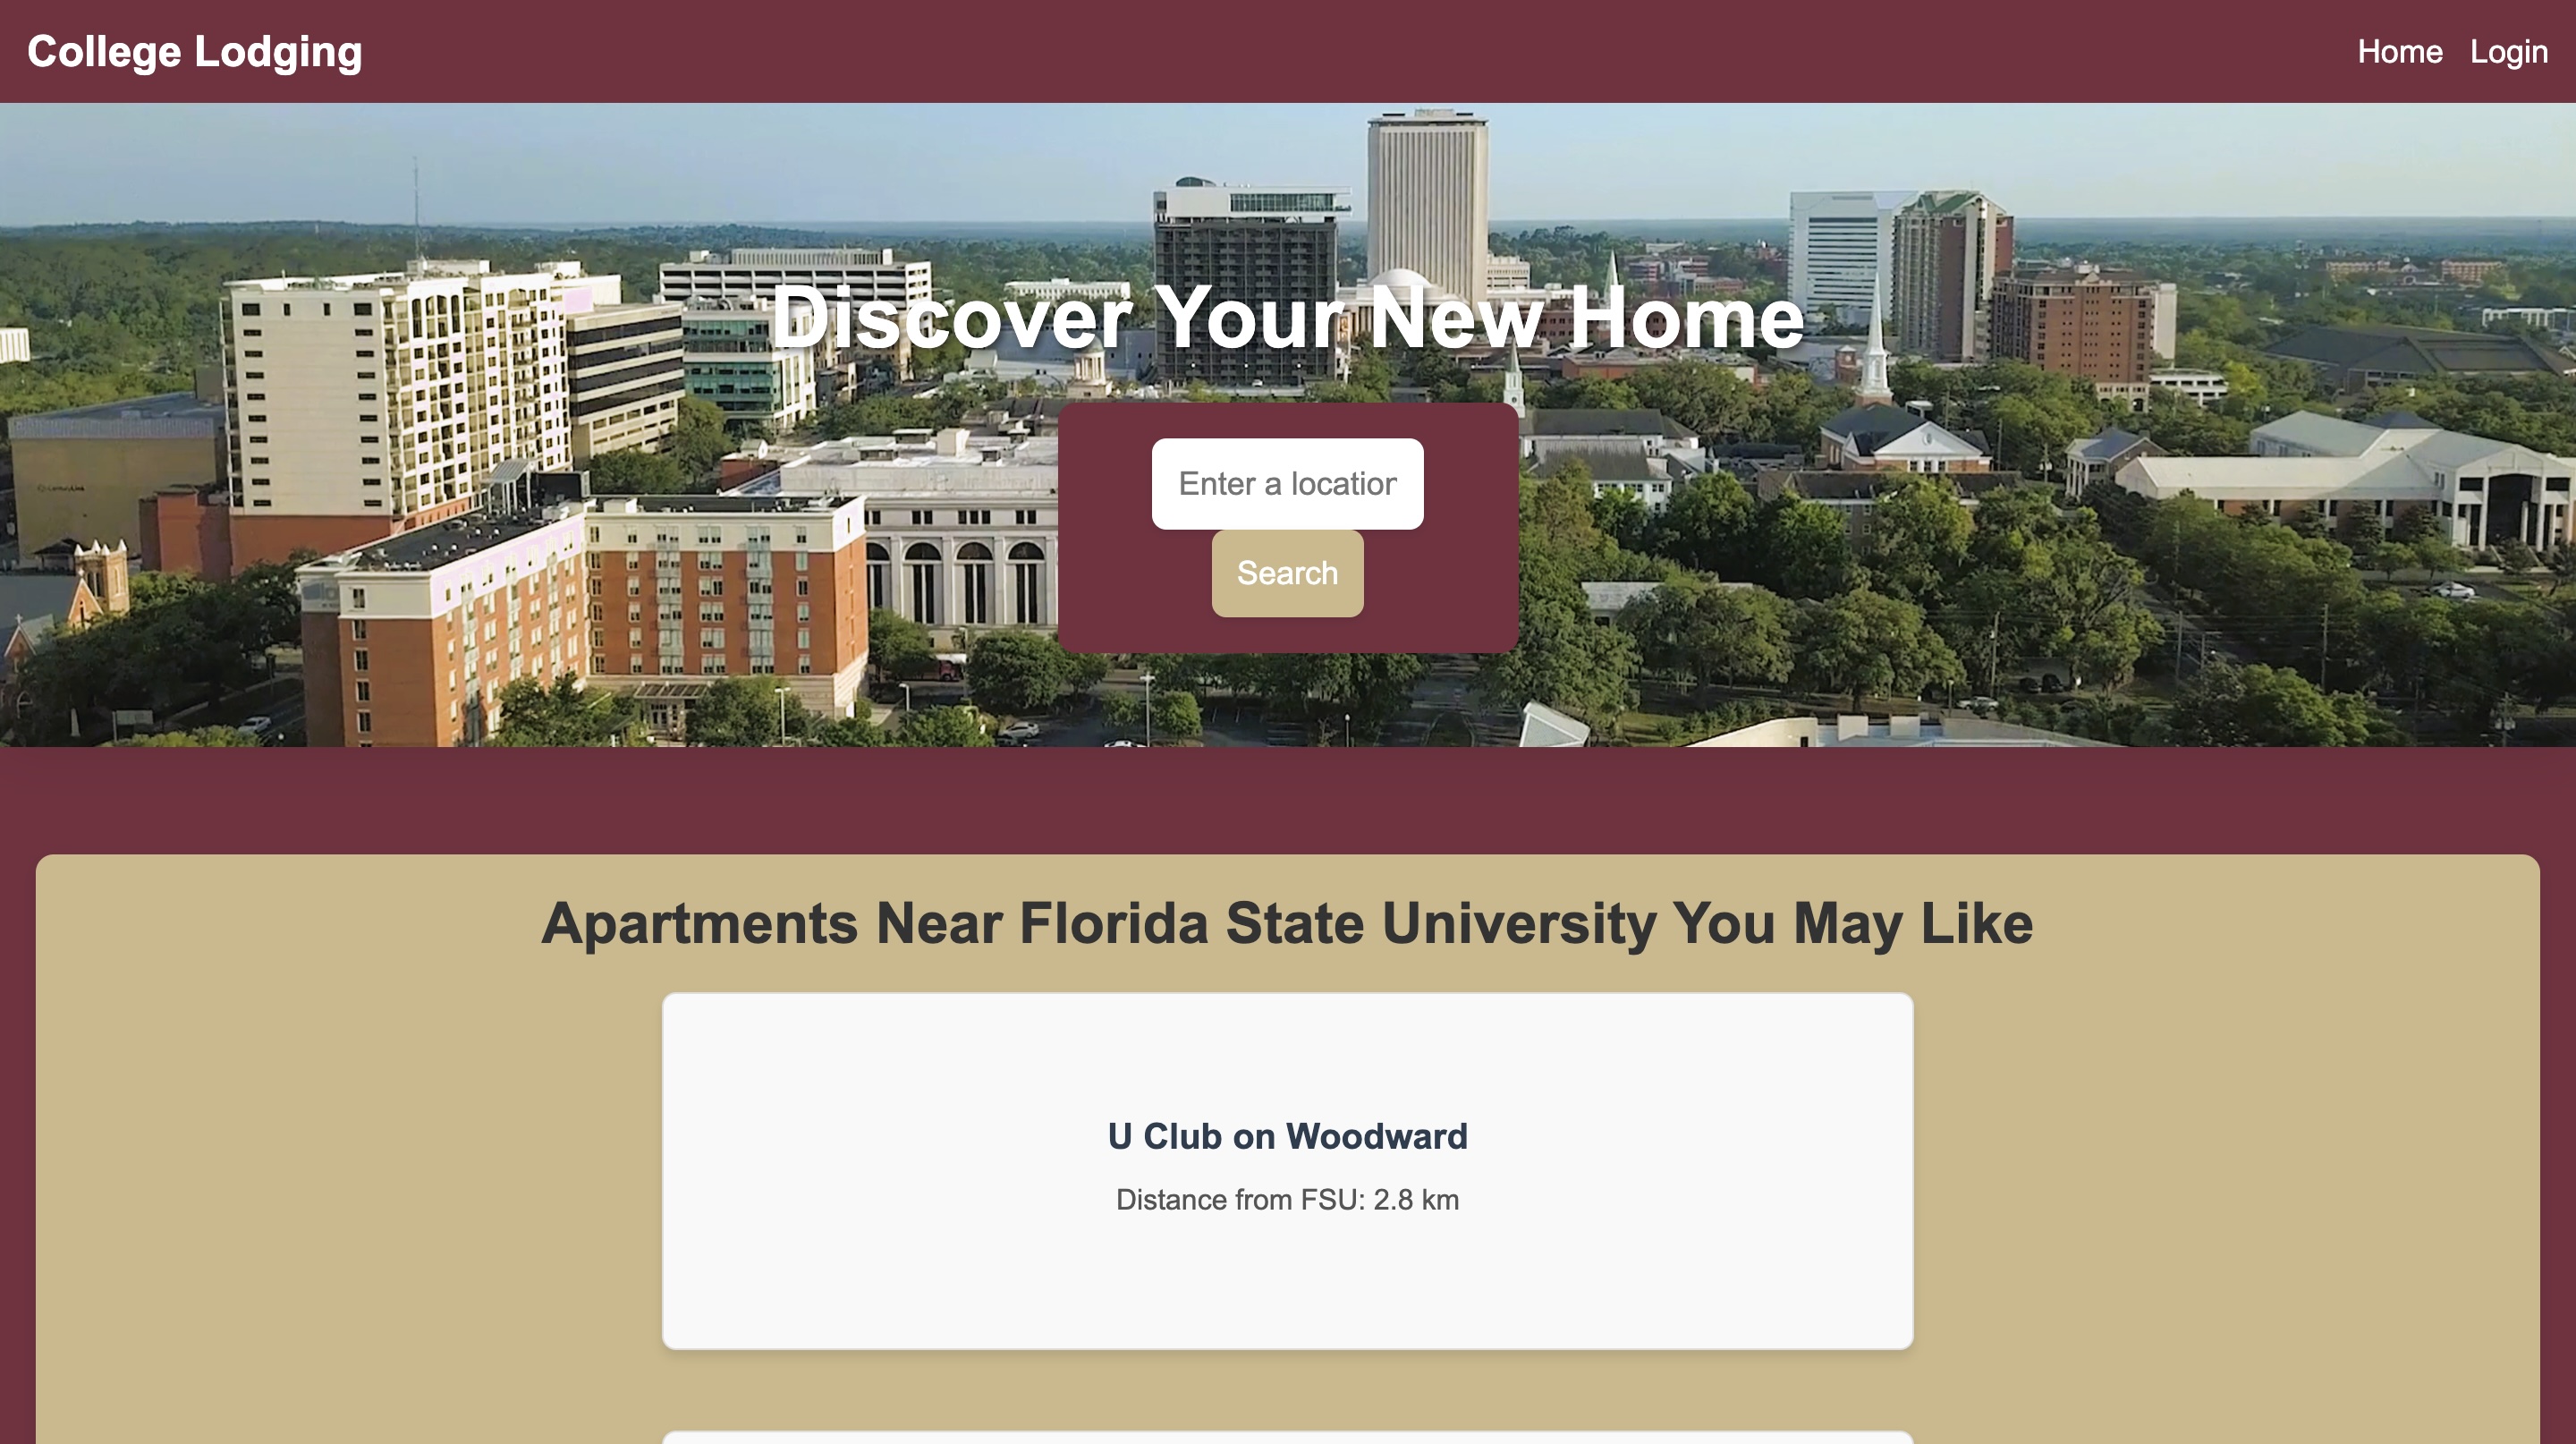 College Lodging
Home Login
Discover Your New Home
Enter a location
Search
Apartments Near Florida State University You May Like
U Club on Woodward
Distance from FSU: 2.8 km